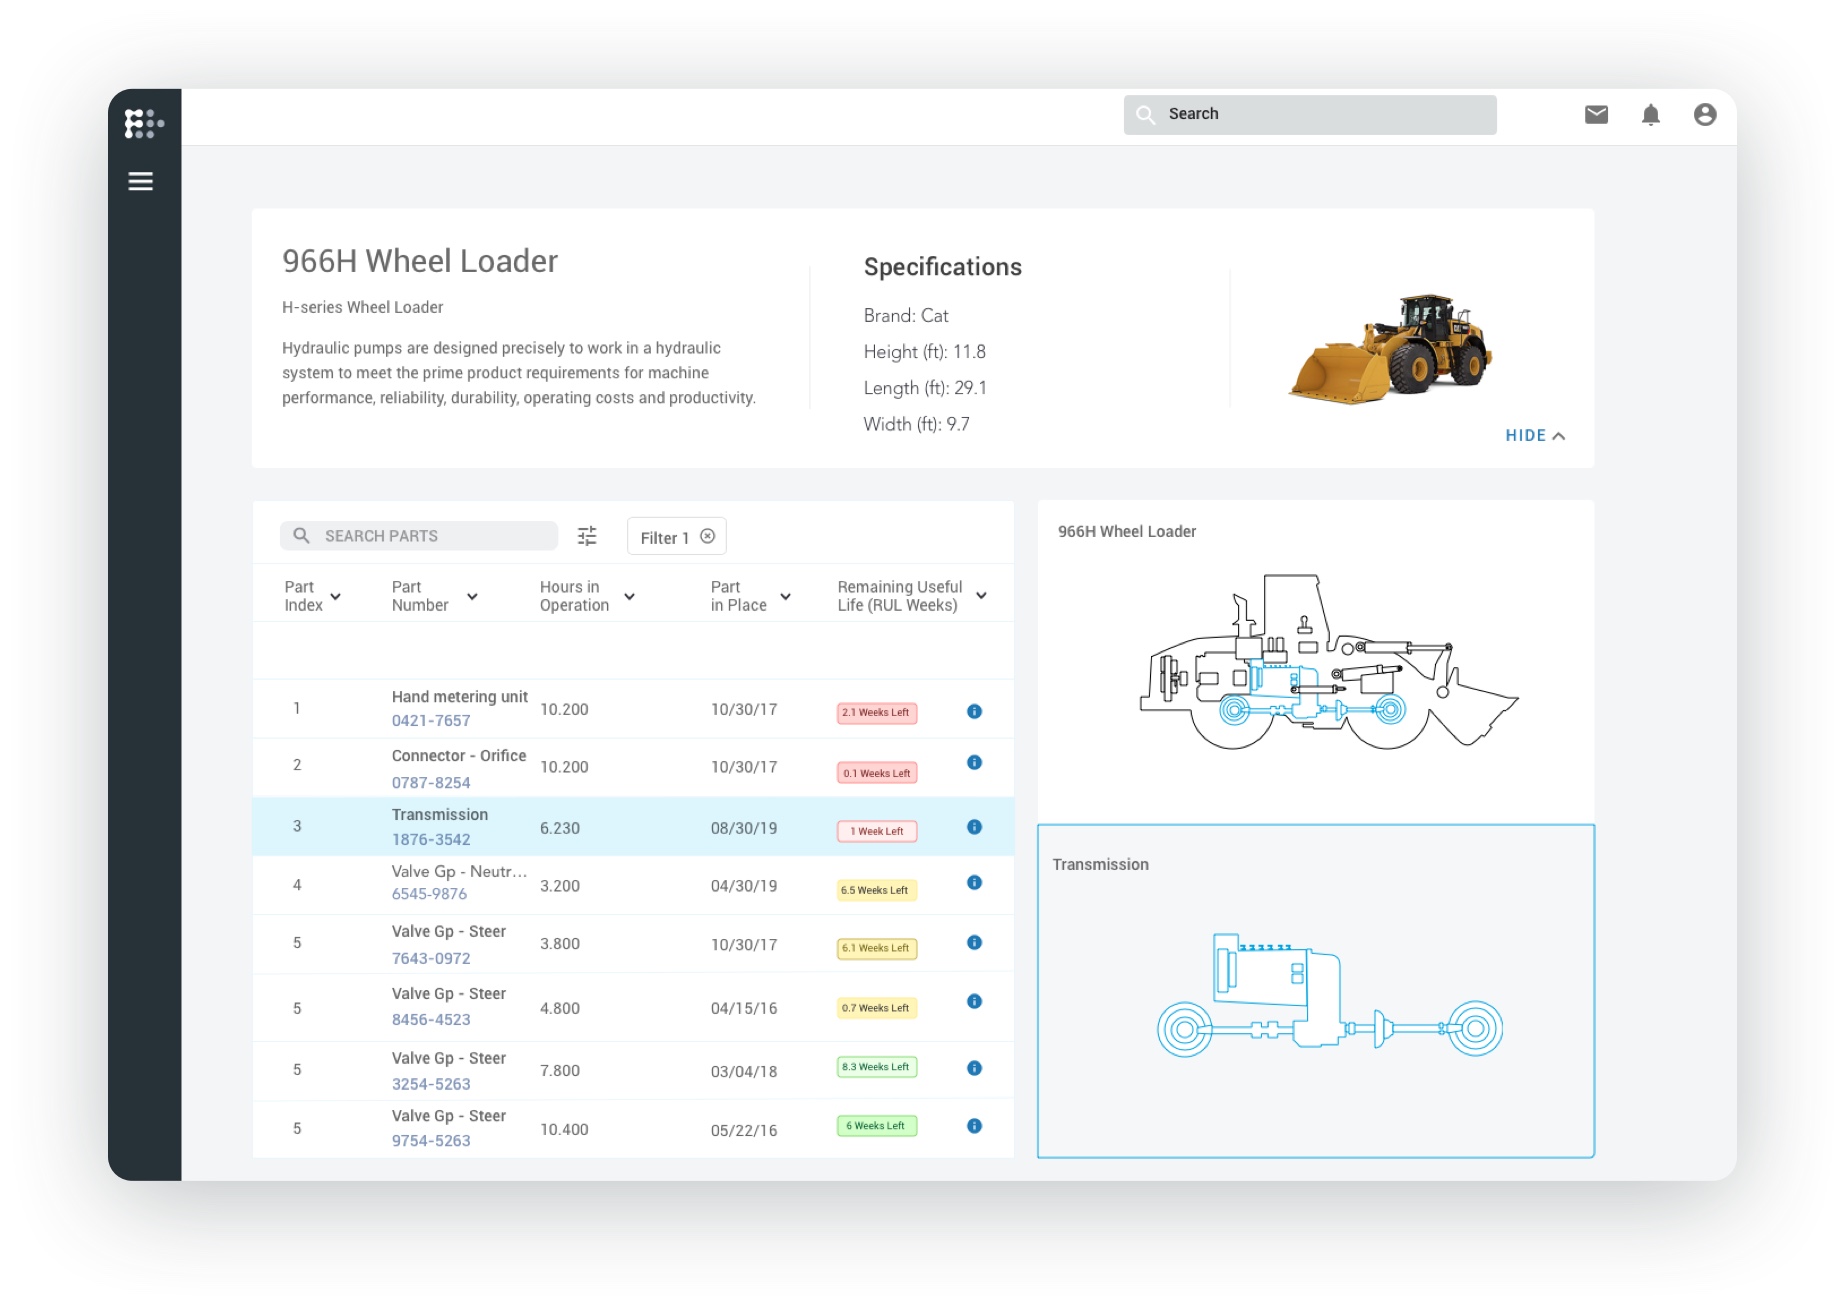 Search
966H Wheel Loader
H-series Wheel Loader
Hydraulic pumps are designed precisely to work in a hydraulic
system to meet the prime product requirements for machine
performance, reliability, durability, operating costs and productivity.
Specifications
Brand: Cat
Height (ft): 11.8
Length (ft): 29.1
Width (ft): 9.7
CAT
HIDE
SEARCH PARTS
Filter 1
Part
Index
Part
Number
Hours in
Operation
Part
in Place
Remaining Useful
Life (RUL Weeks)
1
Hand metering unit
0421-7657
10.200
10/30/17
2.1 Weeks Left
2
Connector - Orifice
0787-8254
10.200
10/30/17
0.1 Weeks Left
3
Transmission
1876-3542
6.230
08/30/19
1 Week Left
4
Valve Gp - Neutr...
6545-9876
3.200
04/30/19
6.5 Weeks Left
5
Valve Gp - Steer
7643-0972
3.800
10/30/17
6.1 Weeks Left
5
Valve Gp - Steer
8456-4523
4.800
04/15/16
0.7 Weeks Left
5
Valve Gp - Steer
3254-5263
7.800
03/04/18
8.3 Weeks Left
5
Valve Gp - Steer
9754-5263
10.400
05/22/16
6 Weeks Left
966H Wheel Loader
Transmission